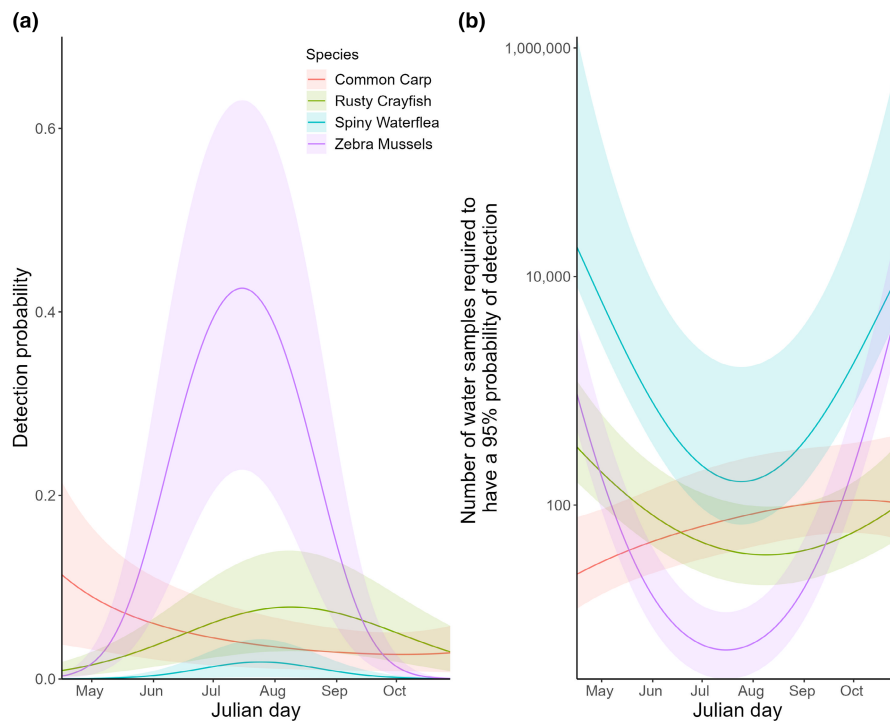 (a)
Detection probability
0.6
0.4
0.2
0.0
Species
Common Carp
Rusty Crayfish
Spiny Waterflea
Zebra Mussels
May Jun Jul Aug Sep Oct
Julian day
(b)
Number of water samples required to
have a 95% probability of detection
1,000,000
10,000
100
May Jun Jul Aug Sep Oct
Julian day